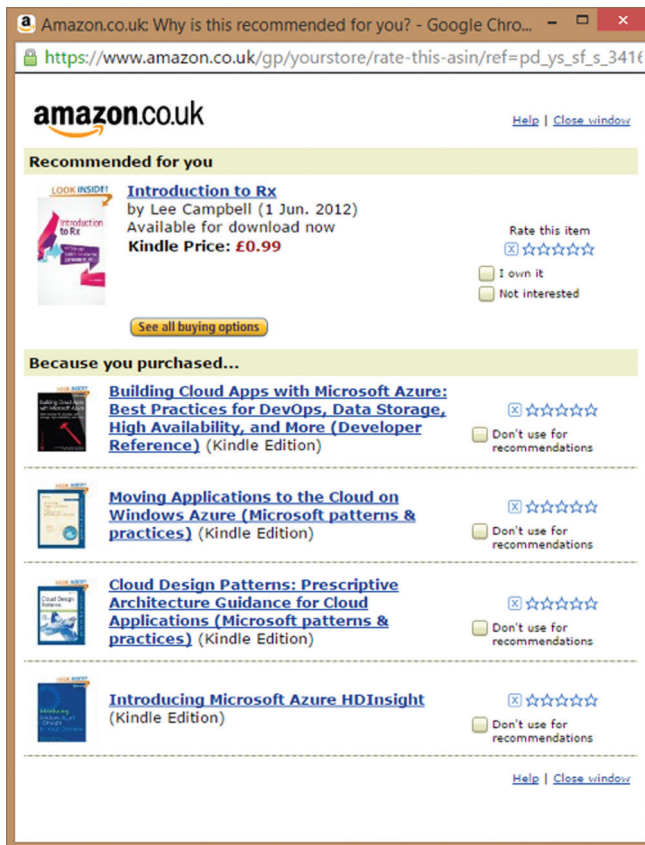 Amazon.co.uk: Why is this recommended for you? - Google Chro...
https://www.amazon.co.uk/gp/yourstore/rate-this-asin/ref=pd_ys_sf_s_3416
amazon.co.uk
Help | Close window
Recommended for you
LOOK INSIDE!
Introduction to Rx
Introduction to Rx
by Lee Campbell (1 Jun. 2012)
Available for download now
Kindle Price: £0.99
Rate this item
I own it
Not interested
See all buying options
Because you purchased...
Building Cloud Apps with Microsoft Azure:
Best Practices for DevOps, Data Storage,
High Availability, and More (Developer
Reference) (Kindle Edition)
Don't use for
recommendations
Moving Applications to the Cloud on
Windows Azure (Microsoft patterns &
practices) (Kindle Edition)
Don't use for
recommendations
Cloud Design Patterns: Prescriptive
Architecture Guidance for Cloud
Applications (Microsoft patterns &
practices) (Kindle Edition)
Don't use for
recommendations
Introducing Microsoft Azure HDInsight
(Kindle Edition)
Don't use for
recommendations
Help | Close window